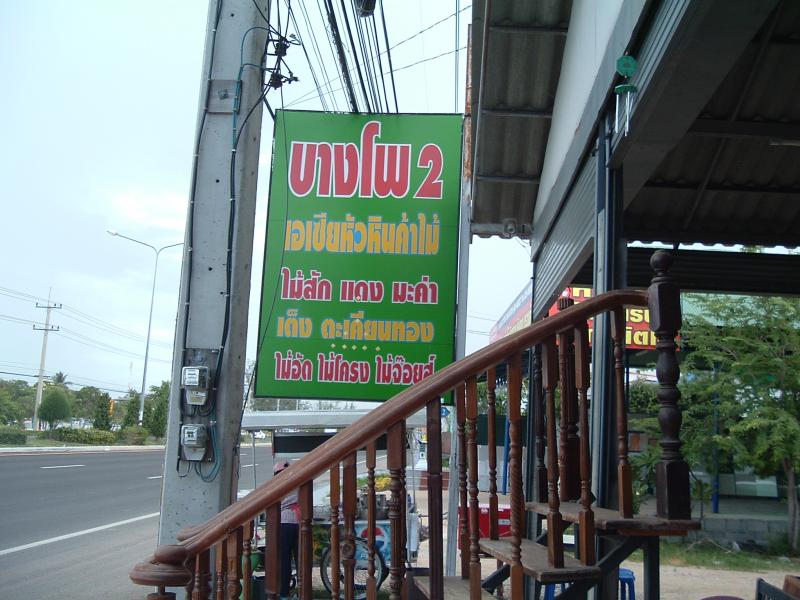 บางโพ 2
เอเซียหัวหินค้าไม้
ไม้สัก แดง มะค่า
เต็ง ตะเคียนทอง
ไม้อัด ไม้โครง ไม้จ๊อยส์